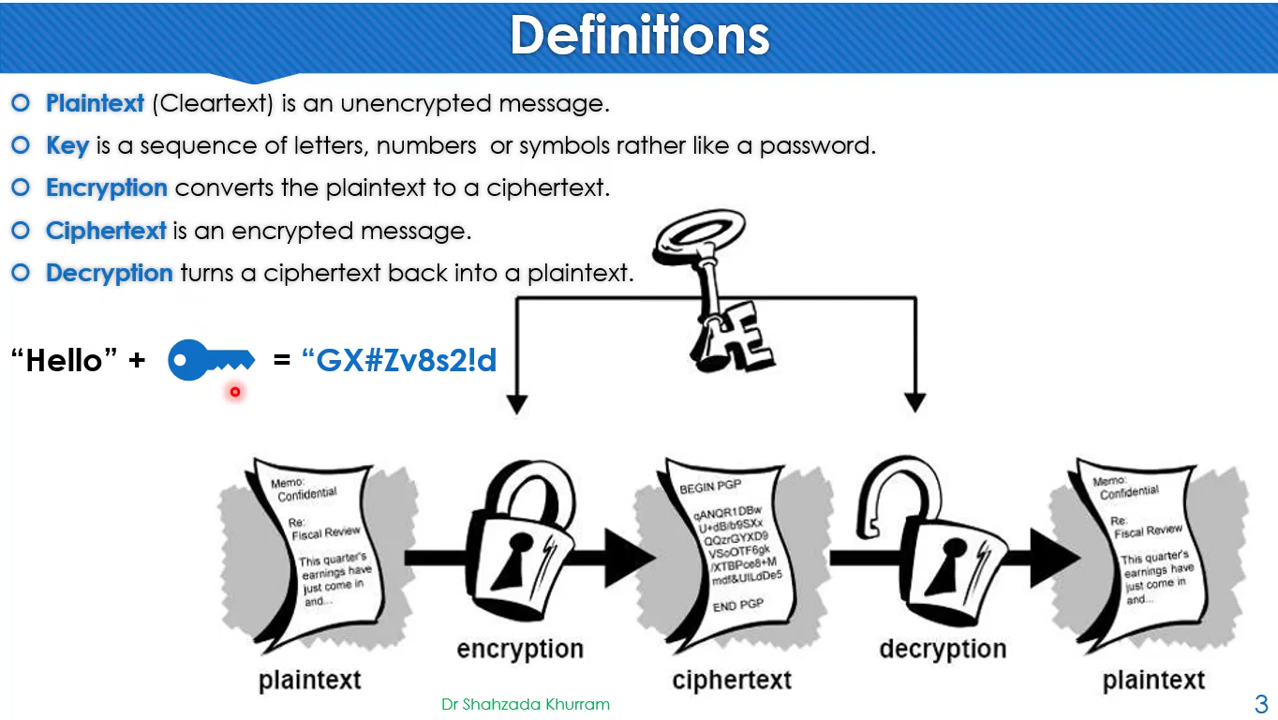 Definitions
Plaintext (Cleartext) is an unencrypted message.
Key is a sequence of letters, numbers or symbols rather like a password.
Encryption converts the plaintext to a ciphertext.
Ciphertext is an encrypted message.
Decryption turns a ciphertext back into a plaintext.
“Hello” + = “GX#Zv8s2!d
Memo:
Confidential
Re:
Fiscal Review
This quarter's
earnings have
just come in
and...
plaintext
encryption
BEGIN PGP
qANQR1DBw
U+dB/b9SXx
QQzrGYXD9
VSoOTF6gk
/XTBPce8+M
mdf&UILdDe5
END PGP
ciphertext
decryption
Memo:
Confidential
Re:
Fiscal Review
This quarter's
earnings have
just come in
and...
plaintext
Dr Shahzada Khurram
3